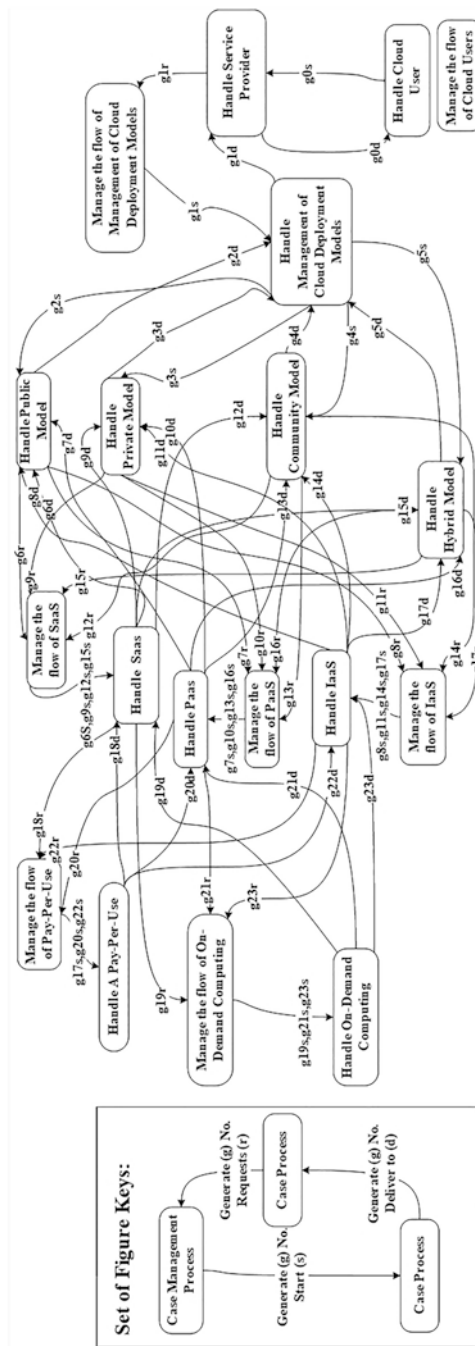 Manage the flow of
Management of Cloud
Deployment Models
g1r
Handle Service
Provider
g0s
g0d
Handle Cloud
User
Manage the flow
of Cloud Users
g1s
g1d
Handle
Management of
Cloud Deployment
Models
g2s
g2d
g3d
g3s
g4d
g4s
g5d
g5s
Handle Public
Model
Handle
Private Model
Handle
Community Model
Handle
Hybrid Model
g7d
g9d
g10d
g11d
g12d
g13d
g14d
g15d
g16d
g17d
g8d
g6d
g6r
g9r
g15r
g12r
g7r
g10r
g16r
g13r
g11r
g8r
g14r
Manage the
flow of SaaS
Handle Saas
g6S,g9s,g12s,g15s
Handle Paas
g7s,g10s,g13s,g16s
Manage the
flow of PaaS
Handle IaaS
g8s,g11s,g14s,g17s
Manage the
flow of IaaS
g18r
g22r
g20r
g18d
g20d
g19d
g21d
g22d
g23d
g21r
g23r
g19r
Manage the flow
of Pay-Per-Use
g17s,g20s,g22s
Handle A Pay-Per-Use
Manage the flow of On-
Demand Computing
g19s,g21s,g23s
Handle On-Demand
Computing
Set of Figure Keys:
Case Management
Process
Generate (g) No.
Requests (r)
Case Process
Generate (g) No.
Start (s)
Generate (g) No.
Deliver to (d)
Case Process